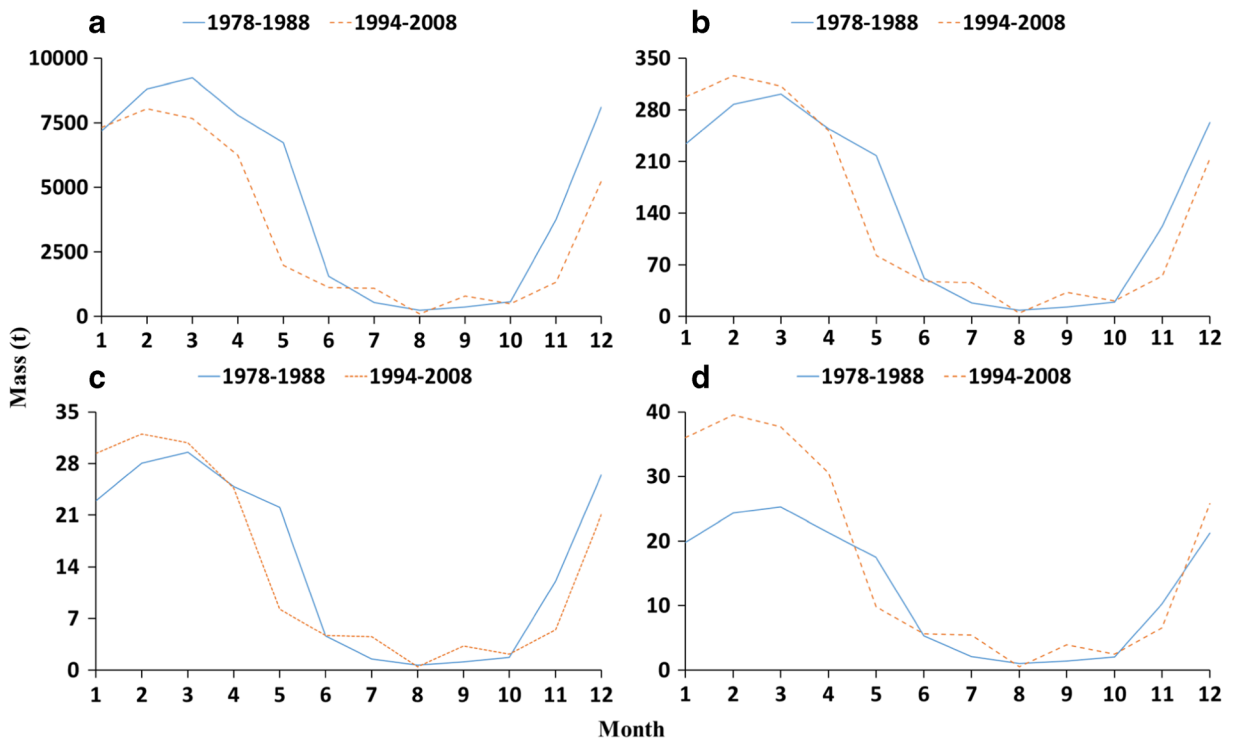 a 1978-1988 1994-2008
10000
7500
5000
2500
0
1 2 3 4 5 6 7 8 9 10 11 12
b 1978-1988 1994-2008
350
280
210
140
70
0
1 2 3 4 5 6 7 8 9 10 11 12
Mass (t)
c 1978-1988 1994-2008
35
28
21
14
7
0
1 2 3 4 5 6 7 8 9 10 11 12
d 1978-1988 1994-2008
40
30
20
10
0
1 2 3 4 5 6 7 8 9 10 11 12
Month